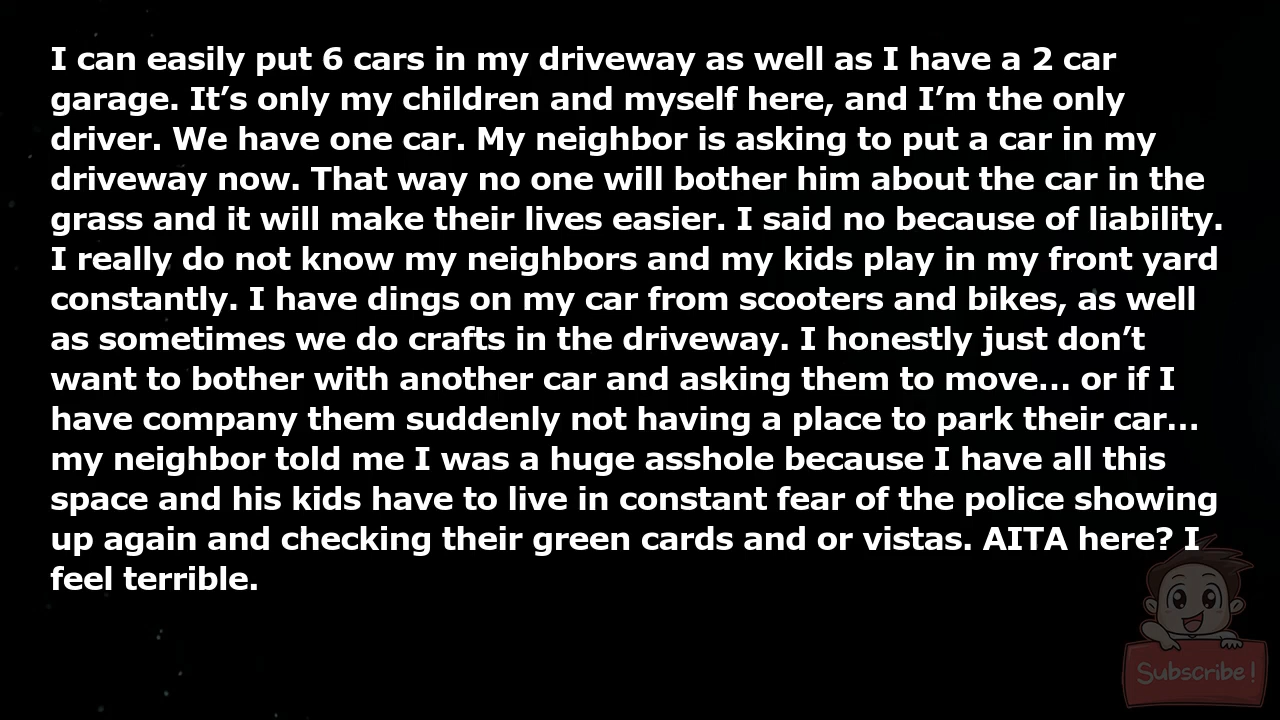 I can easily put 6 cars in my driveway as well as I have a 2 car
garage. It’s only my children and myself here, and I’m the only
driver. We have one car. My neighbor is asking to put a car in my
driveway now. That way no one will bother him about the car in the
grass and it will make their lives easier. I said no because of liability.
I really do not know my neighbors and my kids play in my front yard
constantly. I have dings on my car from scooters and bikes, as well
as sometimes we do crafts in the driveway. I honestly just don’t
want to bother with another car and asking them to move... or if I
have company them suddenly not having a place to park their car...
my neighbor told me I was a huge asshole because I have all this
space and his kids have to live in constant fear of the police showing
up again and checking their green cards and or vistas. AITA here? I
feel terrible.
Subscribe!